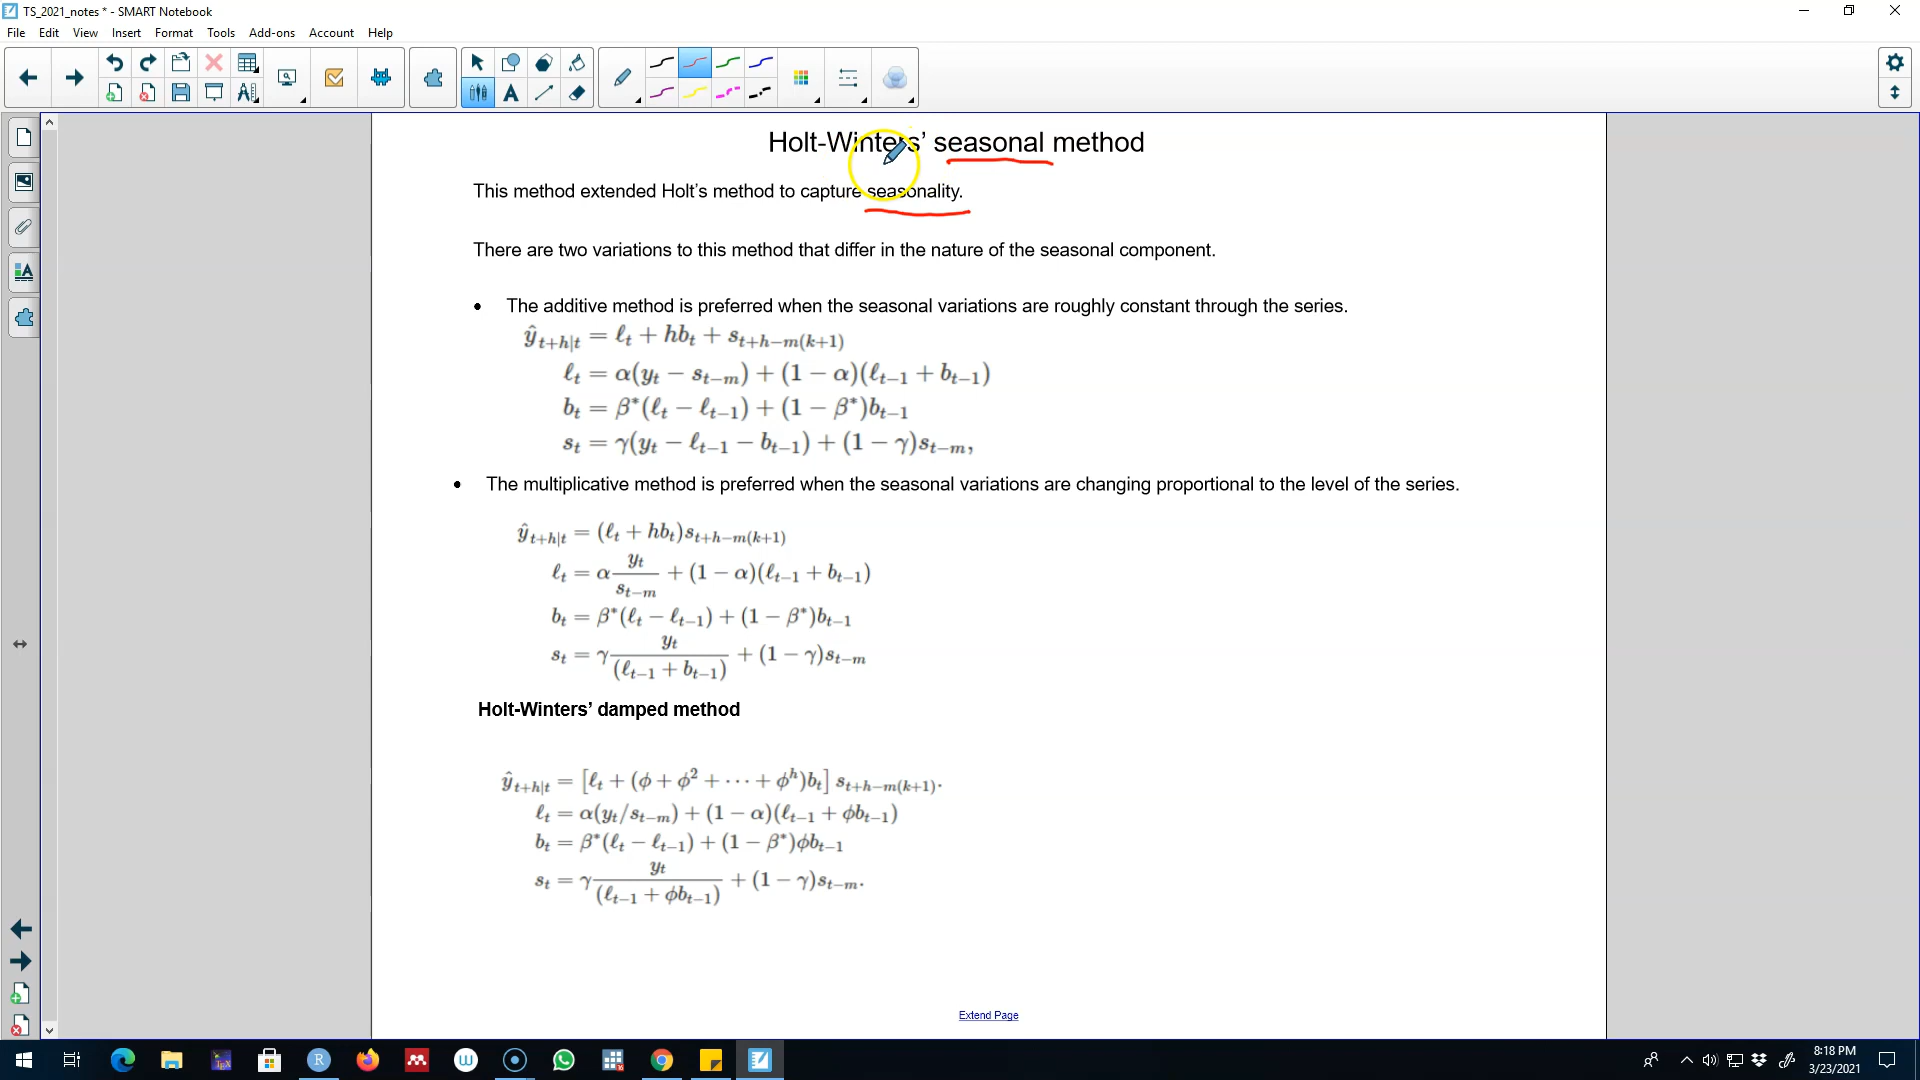 TS_2021_notes * - SMART Notebook
File Edit View Insert Format Tools Add-ons Account Help
Holt-Winters’ seasonal method
This method extended Holt’s method to capture seasonality.
There are two variations to this method that differ in the nature of the seasonal component.
• The additive method is preferred when the seasonal variations are roughly constant through the series.
ŷ_{t+h|t} = ℓ_t + hb_t + s_{t+h−m(k+1)}
ℓ_t = α(y_t − s_{t−m}) + (1 − α)(ℓ_{t−1} + b_{t−1})
b_t = β*(ℓ_t − ℓ_{t−1}) + (1 − β*)b_{t−1}
s_t = γ(y_t − ℓ_{t−1} − b_{t−1}) + (1 − γ)s_{t−m},
• The multiplicative method is preferred when the seasonal variations are changing proportional to the level of the series.
ŷ_{t+h|t} = (ℓ_t + hb_t)s_{t+h−m(k+1)}
ℓ_t = α y_t/s_{t−m} + (1 − α)(ℓ_{t−1} + b_{t−1})
b_t = β*(ℓ_t − ℓ_{t−1}) + (1 − β*)b_{t−1}
s_t = γ y_t/(ℓ_{t−1} + b_{t−1}) + (1 − γ)s_{t−m}
Holt-Winters’ damped method
ŷ_{t+h|t} = [ℓ_t + (ϕ + ϕ² + ⋯ + ϕ^h)b_t] s_{t+h−m(k+1)}.
ℓ_t = α(y_t/s_{t−m}) + (1 − α)(ℓ_{t−1} + ϕb_{t−1})
b_t = β*(ℓ_t − ℓ_{t−1}) + (1 − β*)ϕb_{t−1}
s_t = γ y_t/(ℓ_{t−1} + ϕb_{t−1}) + (1 − γ)s_{t−m}.
Extend Page
8:18 PM
3/23/2021